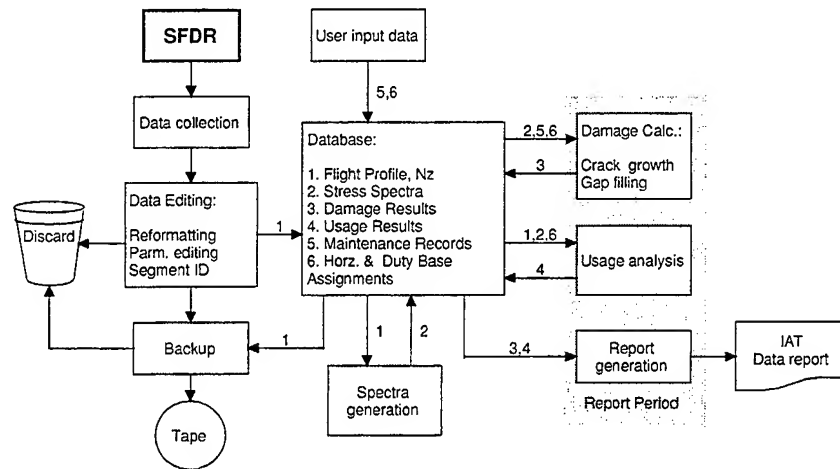 SFDR
User input data
5,6
Data collection
Database:
1. Flight Profile, Nz
2. Stress Spectra
3. Damage Results
4. Usage Results
5. Maintenance Records
6. Horz. & Duty Base
Assignments
2,5,6
3
Damage Calc.:
Crack growth
Gap filling
Data Editing:
Reformatting
Parm. editing
Segment ID
1
Discard
1,2,6
4
Usage analysis
Backup
1
1
2
Spectra
generation
3,4
Report
generation
Report Period
IAT
Data report
Tape